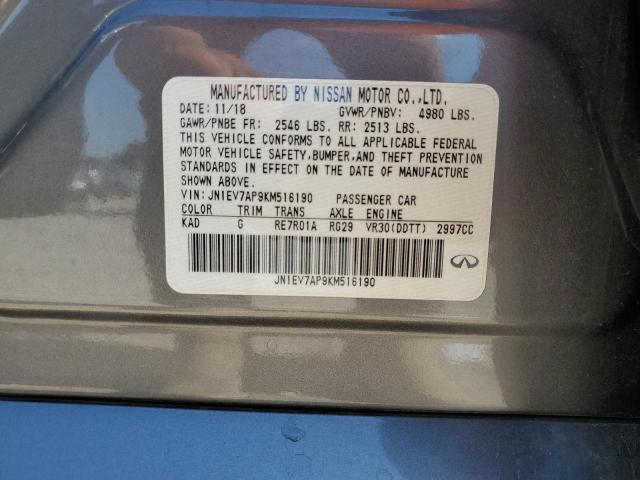 MANUFACTURED BY NISSAN MOTOR CO.,LTD.
DATE: 11/18 GVWR/PNBV: 4980 LBS.
GAWR/PNBE FR: 2546 LBS. RR: 2513 LBS.
THIS VEHICLE CONFORMS TO ALL APPLICABLE FEDERAL
MOTOR VEHICLE SAFETY, BUMPER, AND THEFT PREVENTION
STANDARDS IN EFFECT ON THE DATE OF MANUFACTURE
SHOWN ABOVE.
VIN: JN1EV7AP9KM516190 PASSENGER CAR
COLOR TRIM TRANS AXLE ENGINE
KAD G RE7R01A RG29 VR30(DDTT) 2997CC
JN1EV7AP9KM516190